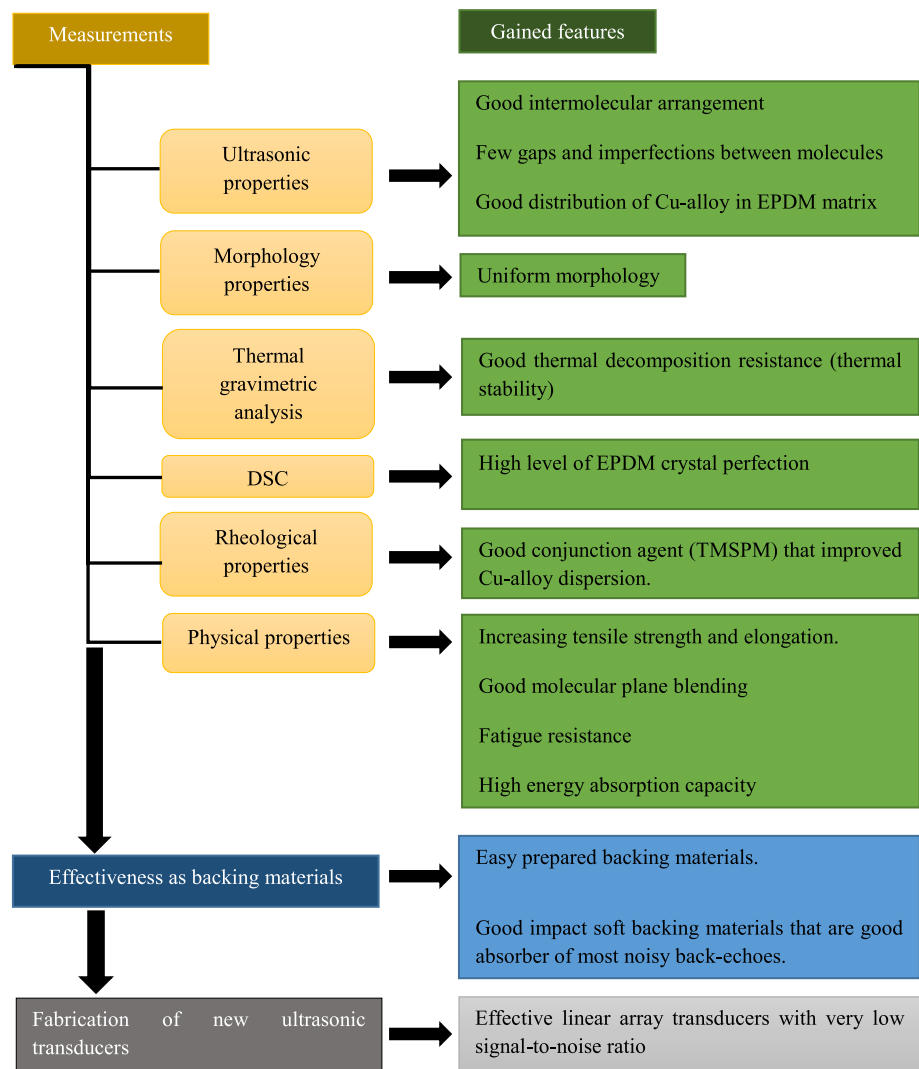 Measurements
Gained features
Ultrasonic
properties
Good intermolecular arrangement
Few gaps and imperfections between molecules
Good distribution of Cu-alloy in EPDM matrix
Morphology
properties
Uniform morphology
Thermal
gravimetric
analysis
Good thermal decomposition resistance (thermal
stability)
DSC
High level of EPDM crystal perfection
Rheological
properties
Good conjunction agent (TMSPM) that improved
Cu-alloy dispersion.
Physical properties
Increasing tensile strength and elongation.
Good molecular plane blending
Fatigue resistance
High energy absorption capacity
Effectiveness as backing materials
Easy prepared backing materials.
Good impact soft backing materials that are good
absorber of most noisy back-echoes.
Fabrication of new ultrasonic
transducers
Effective linear array transducers with very low
signal-to-noise ratio